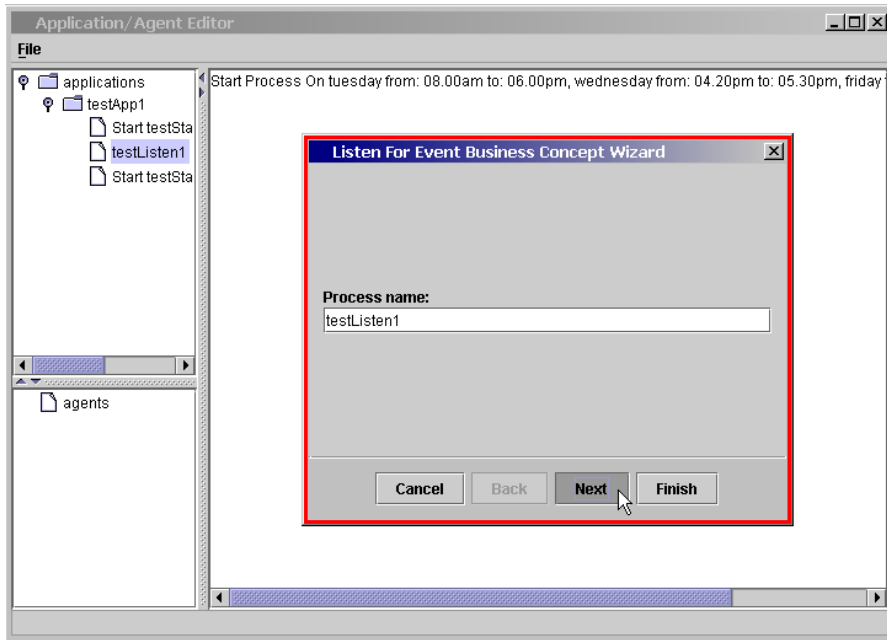 Application/Agent Editor
File
applications
testApp1
Start testSta
testListen1
Start testSta
agents
Start Process On tuesday from: 08.00am to: 06.00pm, wednesday from: 04.20pm to: 05.30pm, friday
Listen For Event Business Concept Wizard
Process name:
testListen1
Cancel Back Next Finish